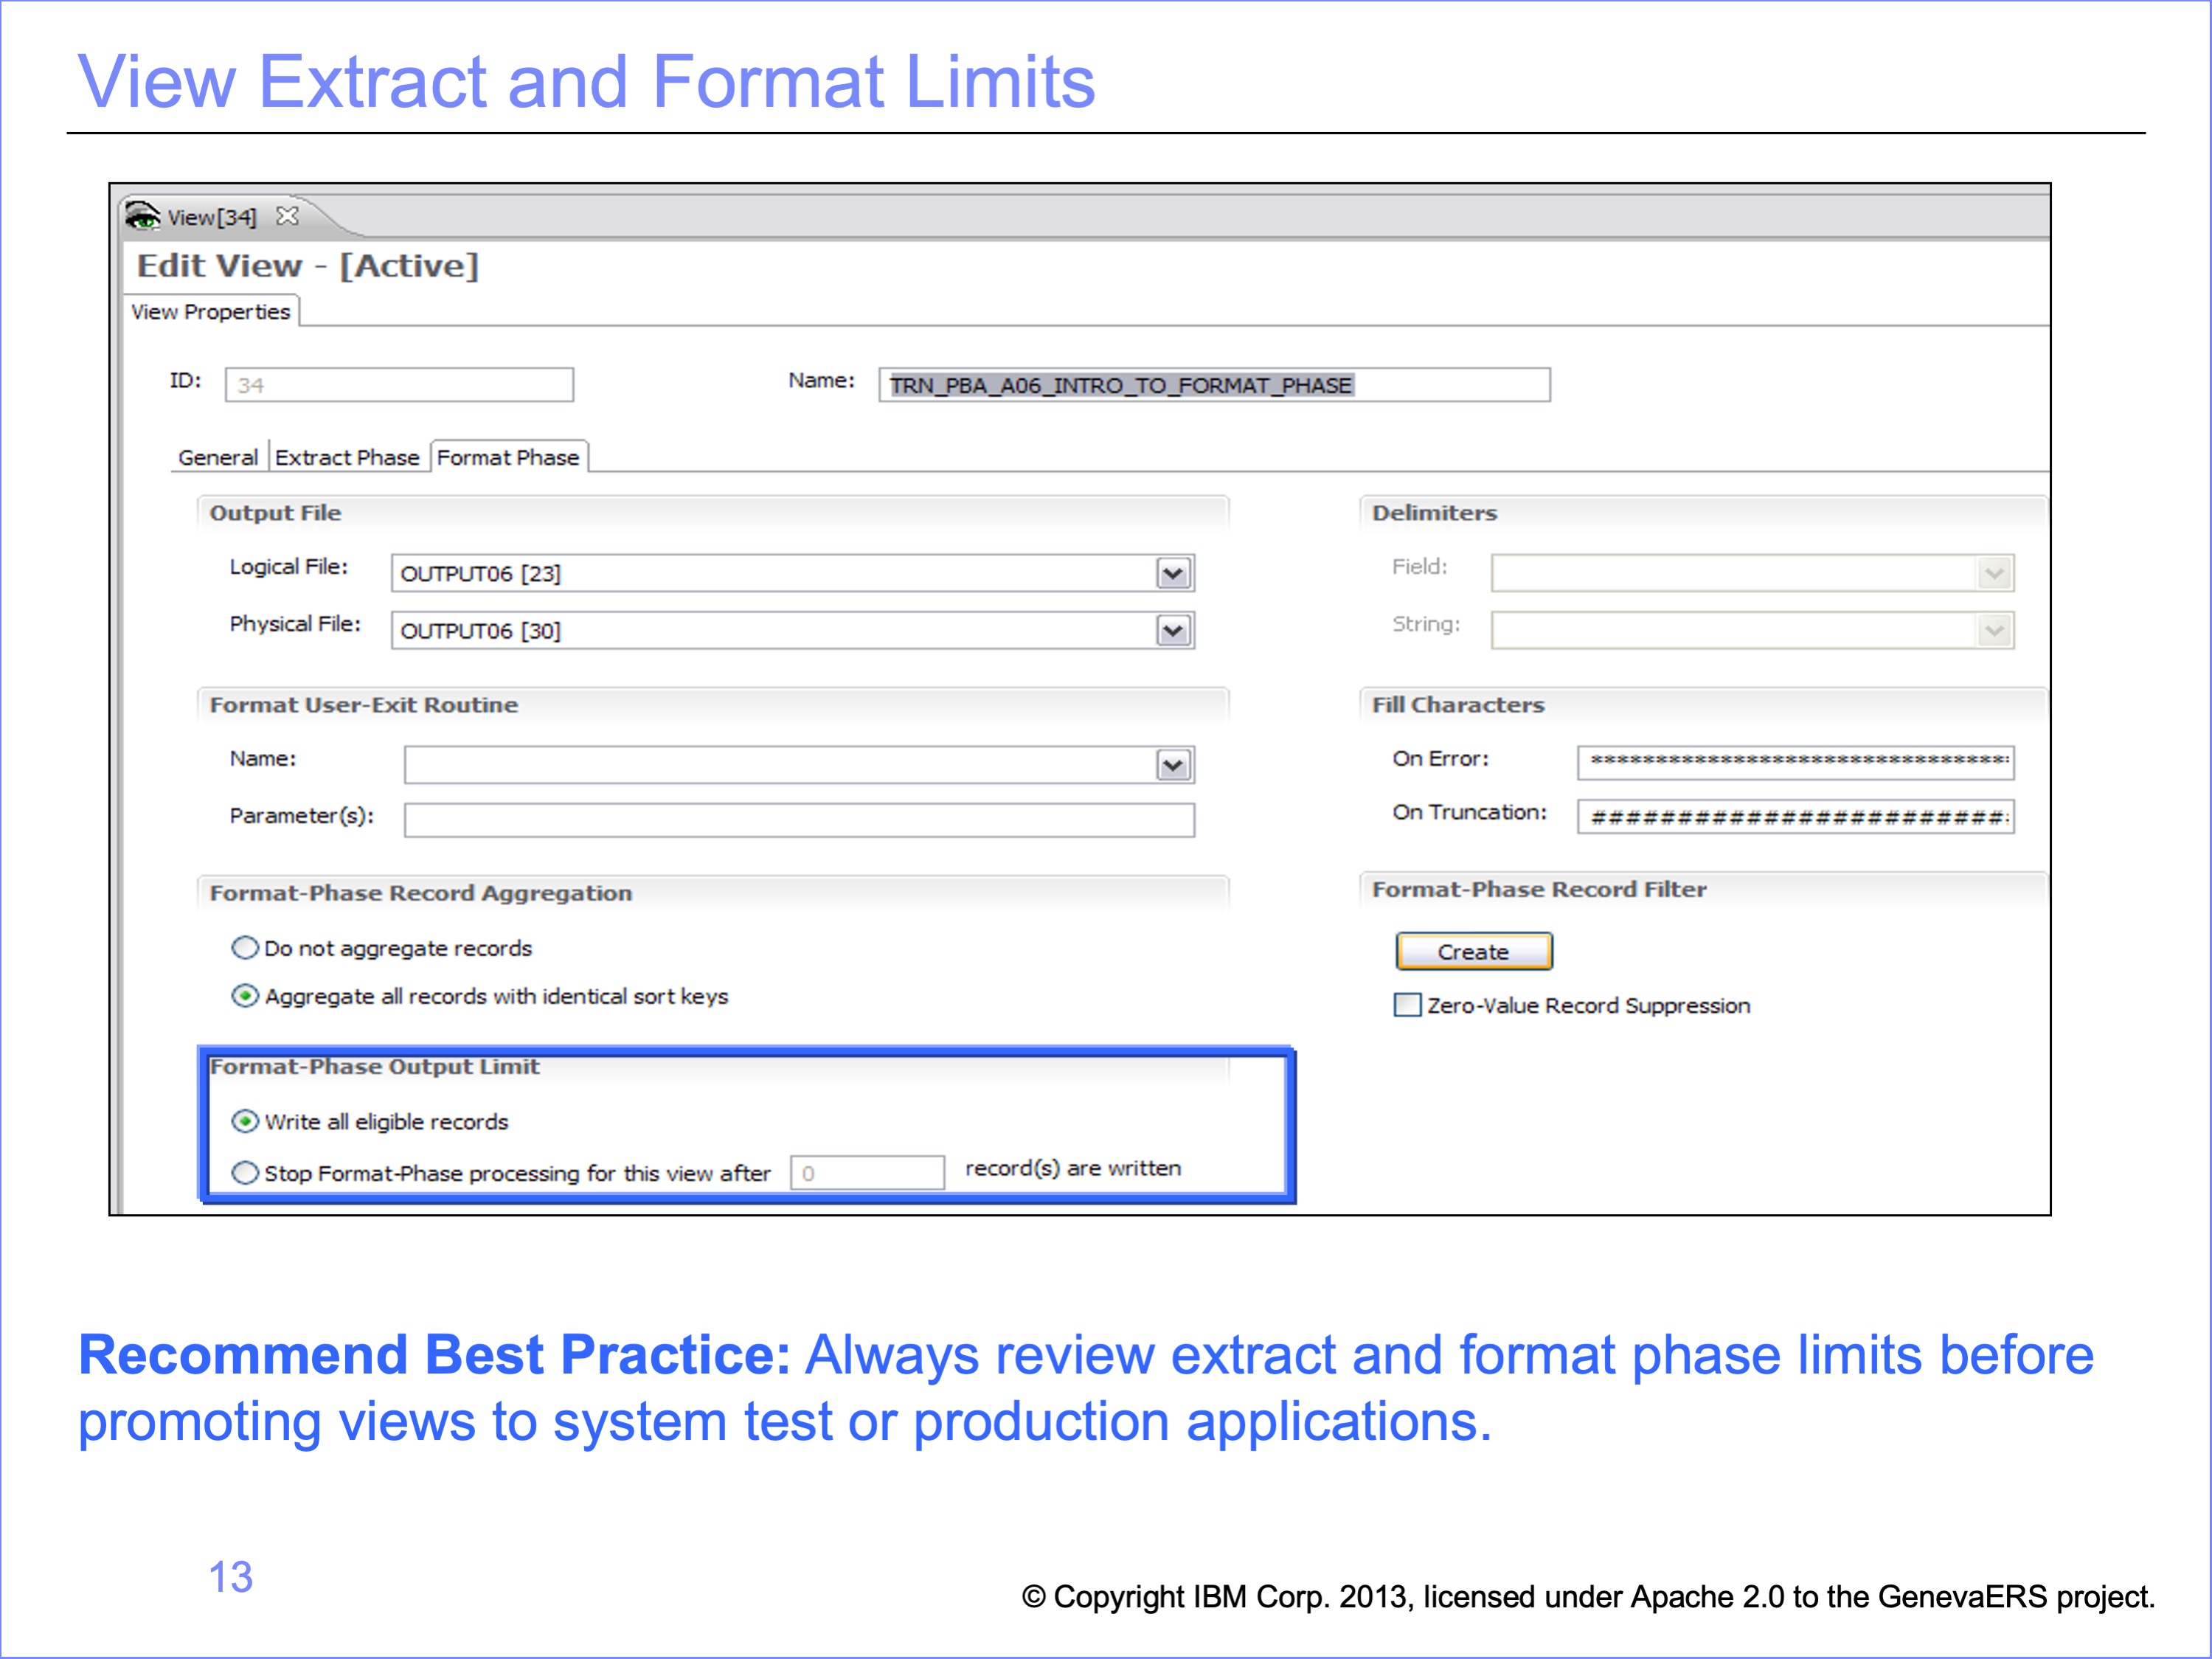 View Extract and Format Limits
View[34]
Edit View - [Active]
View Properties
ID: 34 Name: TRN_PBA_A06_INTRO_TO_FORMAT_PHASE
General Extract Phase Format Phase
Output File
Logical File: OUTPUT06 [23]
Physical File: OUTPUT06 [30]
Delimiters
Field:
String:
Format User-Exit Routine
Name:
Parameter(s):
Fill Characters
On Error: ********************************
On Truncation: ########################
Format-Phase Record Aggregation
Do not aggregate records
Aggregate all records with identical sort keys
Format-Phase Record Filter
Create
Zero-Value Record Suppression
Format-Phase Output Limit
Write all eligible records
Stop Format-Phase processing for this view after 0 record(s) are written
Recommend Best Practice: Always review extract and format phase limits before
promoting views to system test or production applications.
13
© Copyright IBM Corp. 2013, licensed under Apache 2.0 to the GenevaERS project.